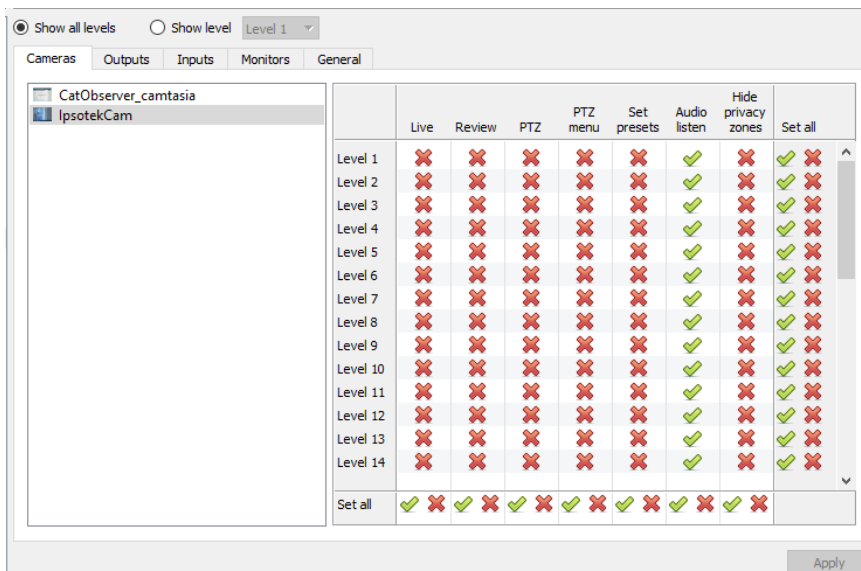 Show all levels Show level Level 1
Cameras Outputs Inputs Monitors General
CatObserver_camtasia
IpsotekCam
Live Review PTZ PTZ menu Set presets Audio listen Hide privacy zones Set all
Level 1
Level 2
Level 3
Level 4
Level 5
Level 6
Level 7
Level 8
Level 9
Level 10
Level 11
Level 12
Level 13
Level 14
Set all
Apply